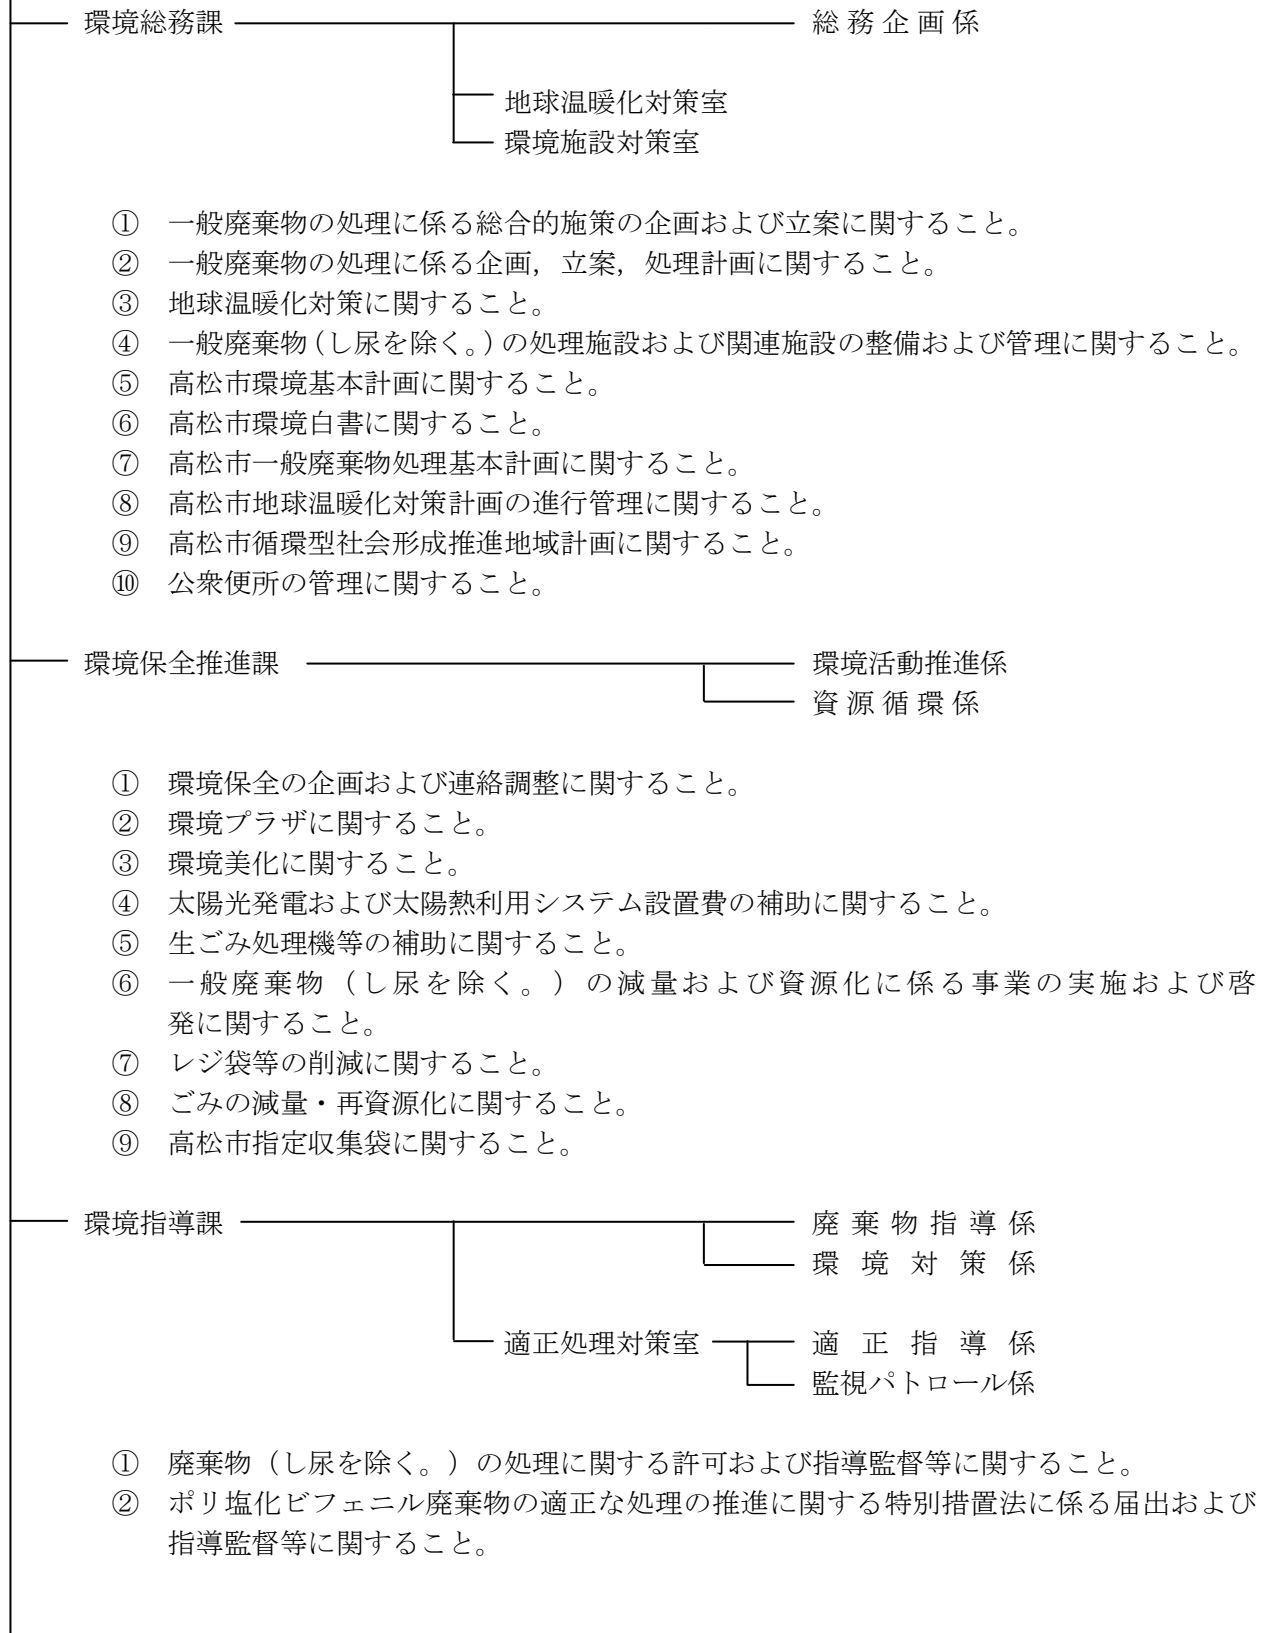 環境総務課 総務企画係
地球温暖化対策室
環境施設対策室
① 一般廃棄物の処理に係る総合的施策の企画および立案に関すること。
② 一般廃棄物の処理に係る企画，立案，処理計画に関すること。
③ 地球温暖化対策に関すること。
④ 一般廃棄物（し尿を除く。）の処理施設および関連施設の整備および管理に関すること。
⑤ 高松市環境基本計画に関すること。
⑥ 高松市環境白書に関すること。
⑦ 高松市一般廃棄物処理基本計画に関すること。
⑧ 高松市地球温暖化対策計画の進行管理に関すること。
⑨ 高松市循環型社会形成推進地域計画に関すること。
⑩ 公衆便所の管理に関すること。
環境保全推進課 環境活動推進係
資源循環係
① 環境保全の企画および連絡調整に関すること。
② 環境プラザに関すること。
③ 環境美化に関すること。
④ 太陽光発電および太陽熱利用システム設置費の補助に関すること。
⑤ 生ごみ処理機等の補助に関すること。
⑥ 一般廃棄物（し尿を除く。）の減量および資源化に係る事業の実施および啓
発に関すること。
⑦ レジ袋等の削減に関すること。
⑧ ごみの減量・再資源化に関すること。
⑨ 高松市指定収集袋に関すること。
環境指導課 廃棄物指導係
環境対策係
適正処理対策室 適正指導係
監視パトロール係
① 廃棄物（し尿を除く。）の処理に関する許可および指導監督等に関すること。
② ポリ塩化ビフェニル廃棄物の適正な処理の推進に関する特別措置法に係る届出および
指導監督等に関すること。